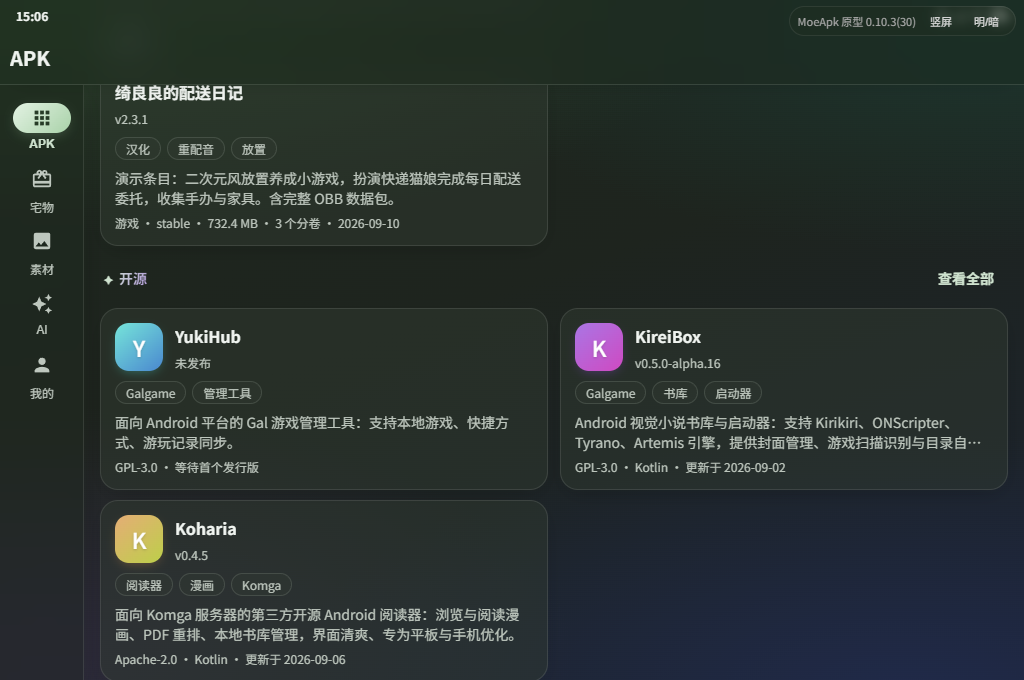 15:06
MoeApk 原型 0.10.3(30) 竖屏 明/暗
APK
APK
宅物
素材
AI
我的
绮良良的配送日记
v2.3.1
汉化 重配音 放置
演示条目：二次元风放置养成小游戏，扮演快递猫娘完成每日配送
委托，收集手办与家具。含完整 OBB 数据包。
游戏 • stable • 732.4 MB • 3 个分卷 • 2026-09-10
开源
查看全部
YukiHub
未发布
Galgame 管理工具
面向 Android 平台的 Gal 游戏管理工具：支持本地游戏、快捷方
式、游玩记录同步。
GPL-3.0 • 等待首个发行版
K
KireiBox
v0.5.0-alpha.16
Galgame 书库 启动器
Android 视觉小说书库与启动器：支持 Kirikiri、ONScripter、
Tyrano、Artemis 引擎，提供封面管理、游戏扫描识别与目录自…
GPL-3.0 • Kotlin • 更新于 2026-09-02
Y
K
Koharia
v0.4.5
阅读器 漫画 Komga
面向 Komga 服务器的第三方开源 Android 阅读器：浏览与阅读漫
画、PDF 重排、本地书库管理，界面清爽、专为平板与手机优化。
Apache-2.0 • Kotlin • 更新于 2026-09-06